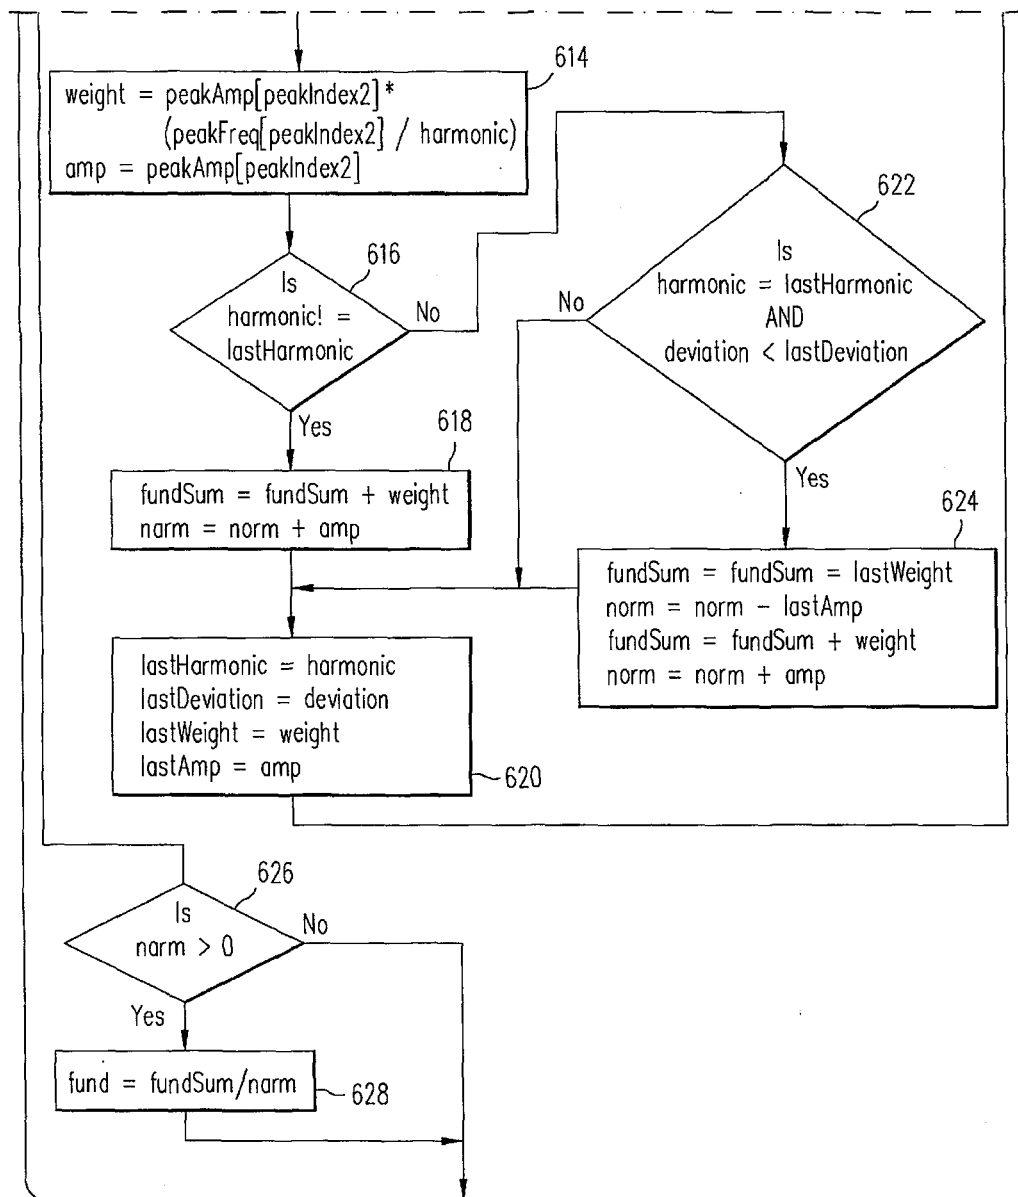 614
weight = peakAmp[peakIndex2]*
(peakFreq[peakIndex2] / harmonic)
amp = peakAmp[peakIndex2]
616
Is
harmonic! =
lastHarmonic
No
Yes
622
Is
harmonic = lastHarmonic
AND
deviation < lastDeviation
No
Yes
618
fundSum = fundSum + weight
narm = norm + amp
624
fundSum = fundSum = lastWeight
norm = norm - lastAmp
fundSum = fundSum + weight
norm = norm + amp
lastHarmonic = harmonic
lastDeviation = deviation
lastWeight = weight
lastAmp = amp
620
626
Is
narm > 0
No
Yes
fund = fundSum/narm
628